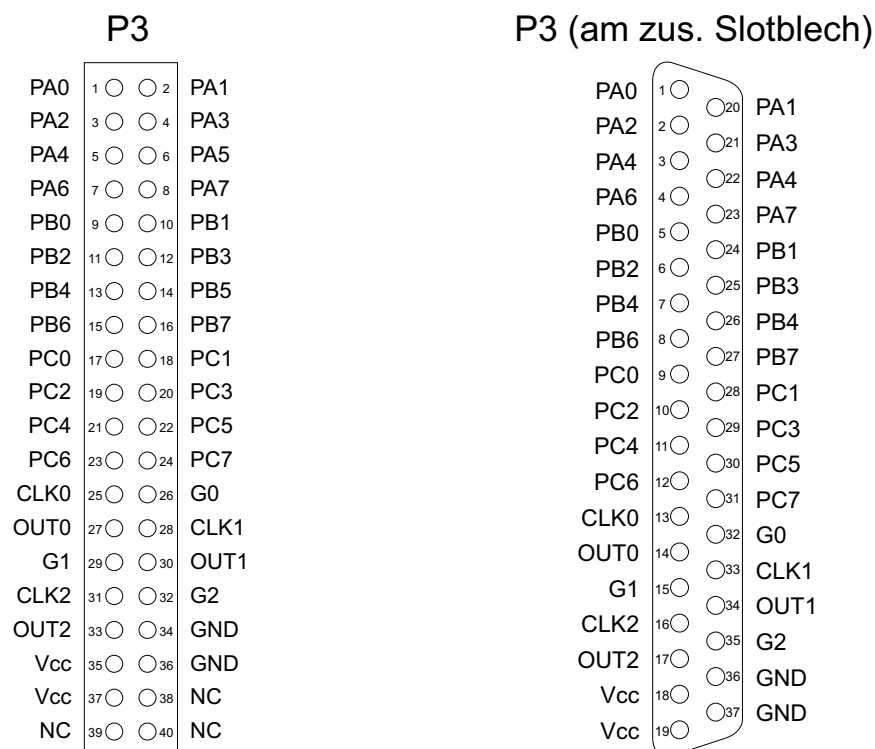 P3
PA0 1 2 PA1
PA2 3 4 PA3
PA4 5 6 PA5
PA6 7 8 PA7
PB0 9 10 PB1
PB2 11 12 PB3
PB4 13 14 PB5
PB6 15 16 PB7
PC0 17 18 PC1
PC2 19 20 PC3
PC4 21 22 PC5
PC6 23 24 PC7
CLK0 25 26 G0
OUT0 27 28 CLK1
G1 29 30 OUT1
CLK2 31 32 G2
OUT2 33 34 GND
Vcc 35 36 GND
Vcc 37 38 NC
NC 39 40 NC
P3 (am zus. Slotblech)
PA0 1
20 PA1
PA2 2
21 PA3
PA4 3
22 PA4
PA6 4
23 PA7
PB0 5
24 PB1
PB2 6
25 PB3
PB4 7
26 PB4
PB6 8
27 PB7
PC0 9
28 PC1
PC2 10
29 PC3
PC4 11
30 PC5
PC6 12
31 PC7
CLK0 13
32 G0
OUT0 14
33 CLK1
G1 15
34 OUT1
CLK2 16
35 G2
OUT2 17
36 GND
Vcc 18
37 GND
Vcc 19